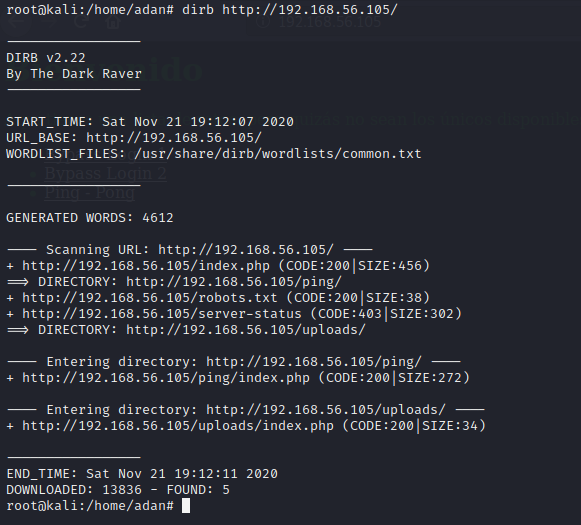 root@kali:/home/adan# dirb http://192.168.56.105/
-----------------
DIRB v2.22
By The Dark Raver
-----------------
START_TIME: Sat Nov 21 19:12:07 2020
URL_BASE: http://192.168.56.105/
WORDLIST_FILES: /usr/share/dirb/wordlists/common.txt
Bypass Login 2
-----------------
Ping - Pong
GENERATED WORDS: 4612
---- Scanning URL: http://192.168.56.105/ ----
+ http://192.168.56.105/index.php (CODE:200|SIZE:456)
==> DIRECTORY: http://192.168.56.105/ping/
+ http://192.168.56.105/robots.txt (CODE:200|SIZE:38)
+ http://192.168.56.105/server-status (CODE:403|SIZE:302)
==> DIRECTORY: http://192.168.56.105/uploads/
---- Entering directory: http://192.168.56.105/ping/ ----
+ http://192.168.56.105/ping/index.php (CODE:200|SIZE:272)
---- Entering directory: http://192.168.56.105/uploads/ ----
+ http://192.168.56.105/uploads/index.php (CODE:200|SIZE:34)
-----------------
END_TIME: Sat Nov 21 19:12:11 2020
DOWNLOADED: 13836 - FOUND: 5
root@kali:/home/adan#